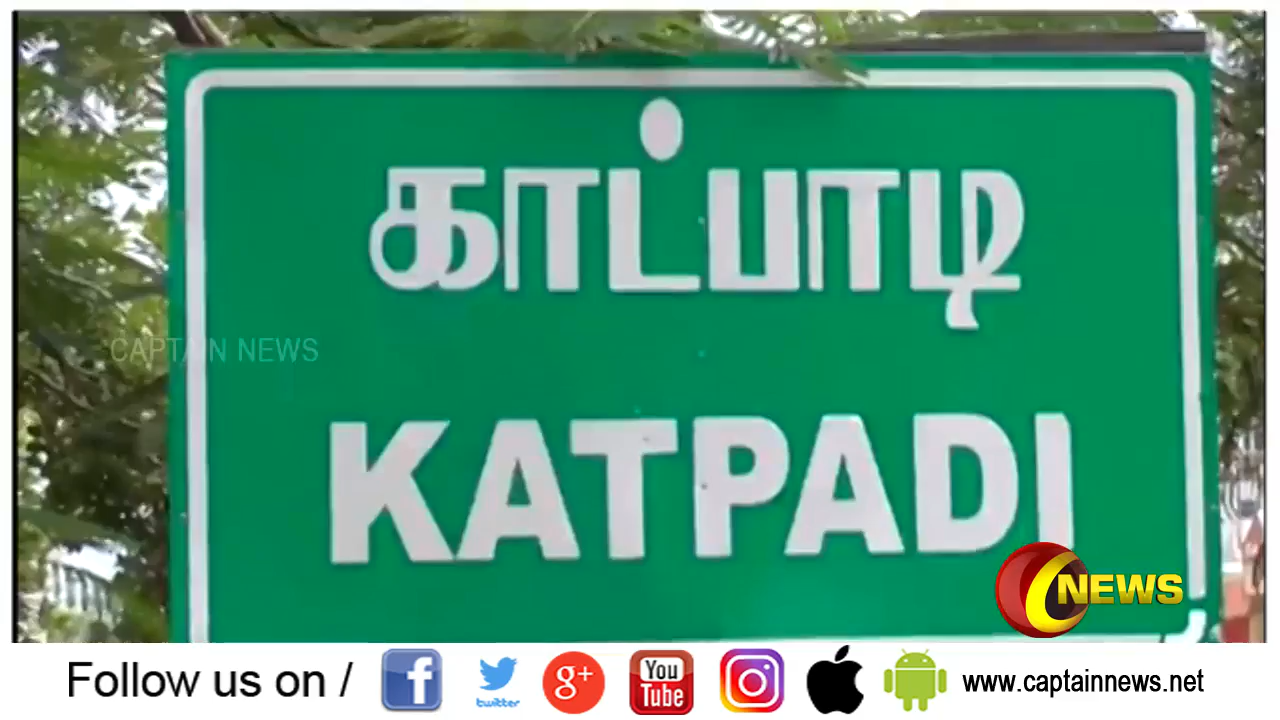 காட்பாடி
CAPTAIN NEWS
KATPADI
NEWS
Follow us on / f twitter g+ You Tube www.captainnews.net